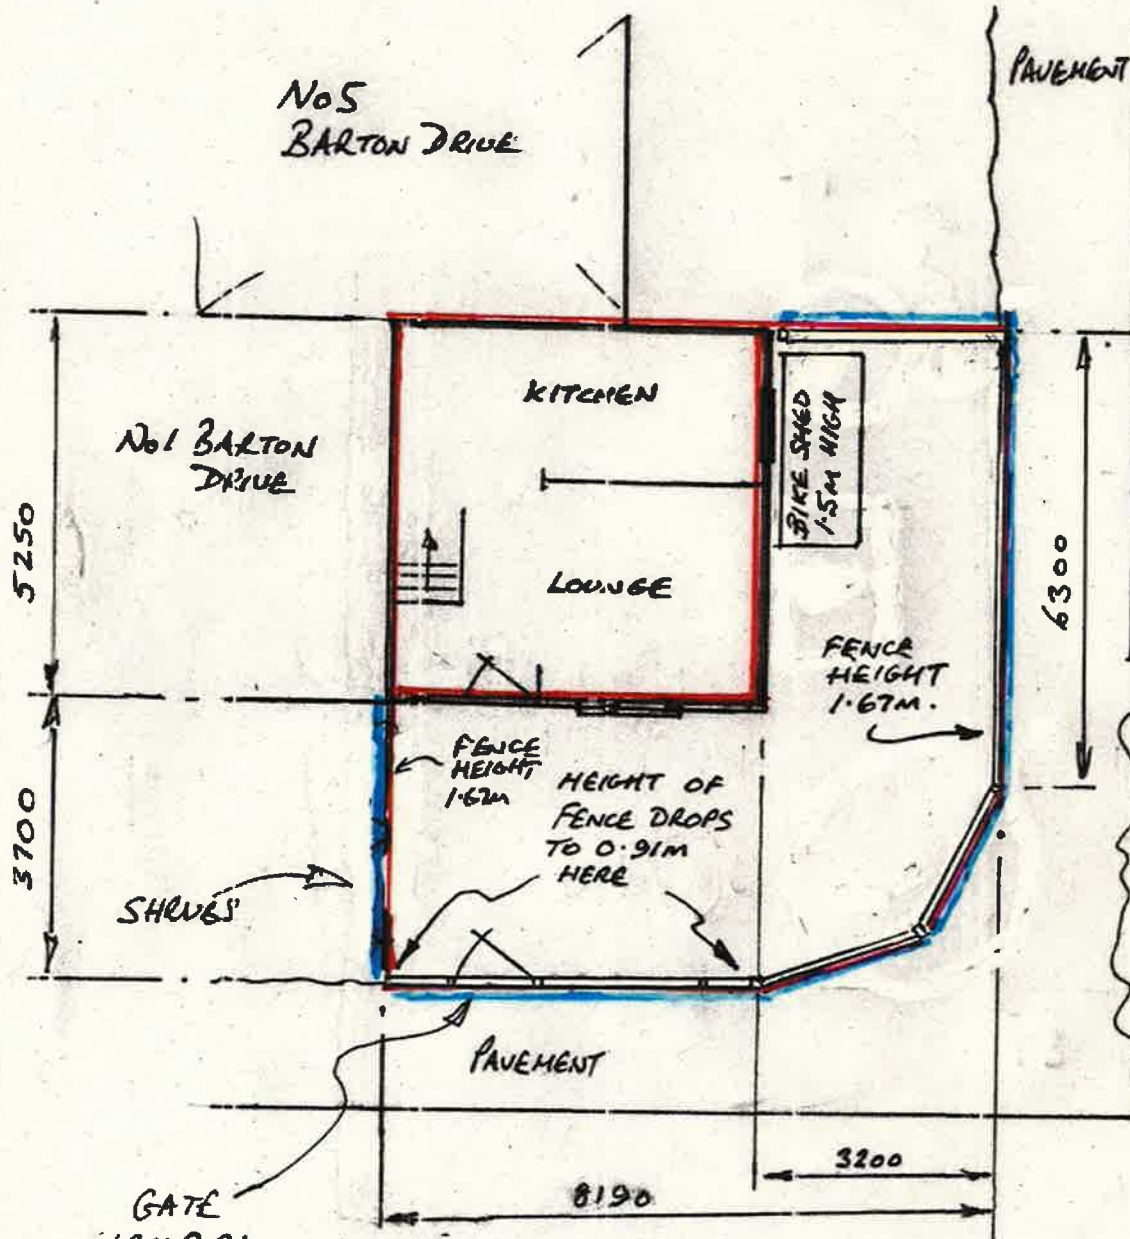 No5
BARTON DRIVE
PAVEMENT
KITCHEN
No1 BARTON
DRIVE
BIKE SHED
1.5M HIGH
5250
LOUNGE
6300
FENCE
HEIGHT
1.67M.
FENCE
HEIGHT
1.62M
HEIGHT OF
FENCE DROPS
TO 0.91M
HERE
3700
SHRUBS
PAVEMENT
3200
8190
GATE